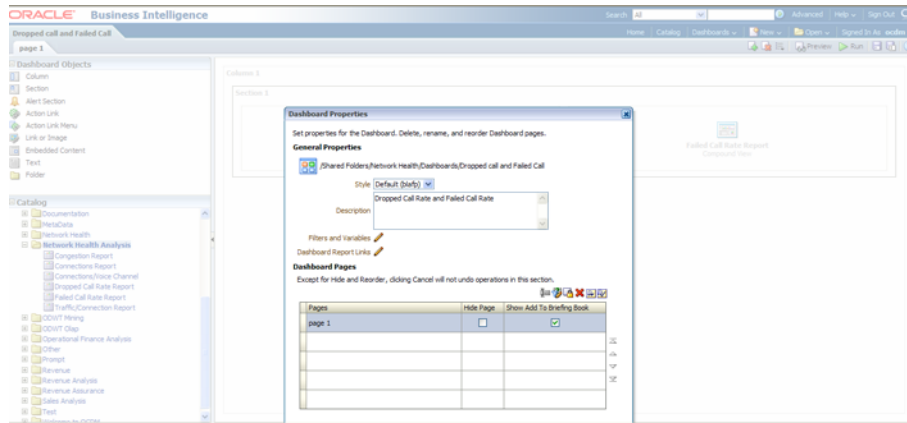 ORACLE Business Intelligence
Search All Advanced Help Sign Out
Dropped call and Failed Call
Home Catalog Dashboards New Open Signed In As
page 1
Preview Run
Dashboard Objects
Column
Section
Alert Section
Action Link
Action Link Menu
Link or Image
Embedded Content
Text
Folder
Catalog
Documentation
MetaData
Network Health
Network Health Analysis
Congestion Report
Connections Report
Connections/Voice Channel
Dropped Call Rate Report
Failed Call Rate Report
Traffic/Connection Report
ODWT Mining
ODWT Olap
Operational Finance Analysis
Other
Prompt
Revenue
Revenue Analysis
Revenue Assurance
Sales Analysis
Test
Column 1
Section 1
Failed Call Rate Report
Compound View
Dashboard Properties
Set properties for the Dashboard. Delete, rename, and reorder Dashboard pages.
General Properties
/Shared Folders/Network Health/Dashboards/Dropped call and Failed Call
Style Default (blafp)
Description Dropped Call Rate and Failed Call Rate
Filters and Variables
Dashboard Report Links
Dashboard Pages
Except for Hide and Reorder, clicking Cancel will not undo operations in this section.
Pages Hide Page Show Add To Briefing Book
page 1